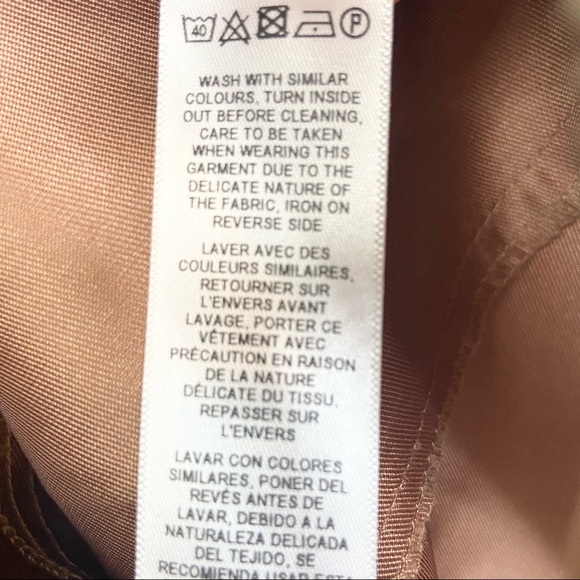 40 P
WASH WITH SIMILAR
COLOURS, TURN INSIDE
OUT BEFORE CLEANING,
CARE TO BE TAKEN
WHEN WEARING THIS
GARMENT DUE TO THE
DELICATE NATURE OF
THE FABRIC, IRON ON
REVERSE SIDE
LAVER AVEC DES
COULEURS SIMILAIRES,
RETOURNER SUR
L'ENVERS AVANT
LAVAGE, PORTER CE
VÊTEMENT AVEC
PRÉCAUTION EN RAISON
DE LA NATURE
DÉLICATE DU TISSU,
REPASSER SUR
L'ENVERS
LAVAR CON COLORES
SIMILARES, PONER DEL
REVÉS ANTES DE
LAVAR, DEBIDO A LA
NATURALEZA DELICADA
DEL TEJIDO, SE
RECOMIENDA USAR ESTA